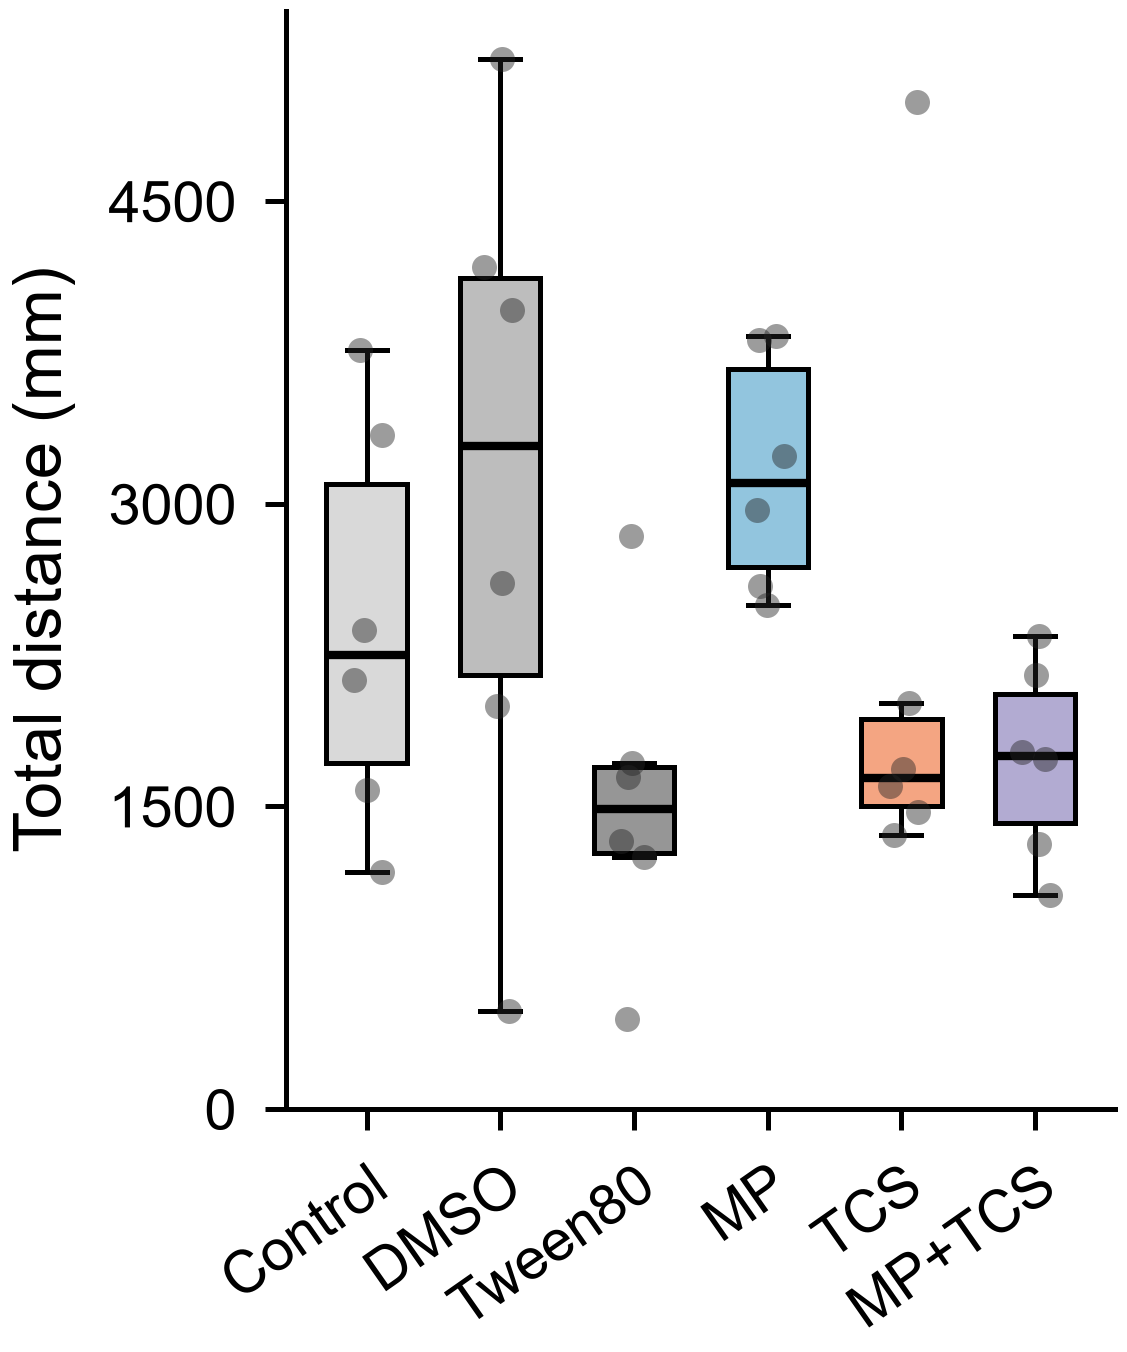 Total distance (mm)
4500
3000
1500
0
Control
DMSO
Tween80
MP
TCS
MP+TCS